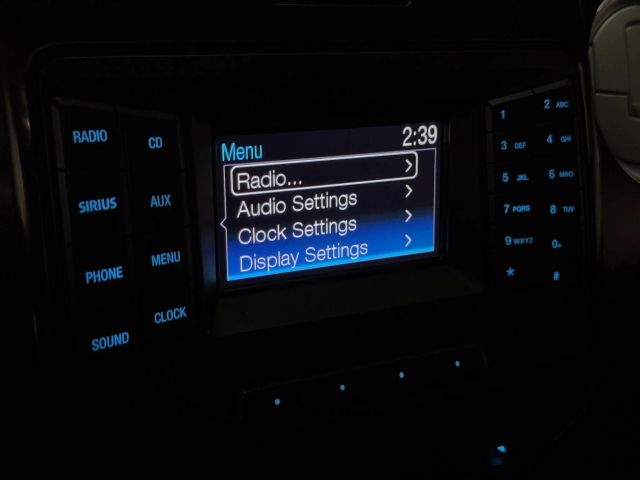 RADIO
CD
SIRIUS
AUX
PHONE
MENU
SOUND
CLOCK
Menu 2:39
Radio...
Audio Settings
Clock Settings
Display Settings
1
2 ABC
3 DEF
4 GHI
5 JKL
6 MNO
7 PQRS
8 TUV
9 WXYZ
0+
*
#